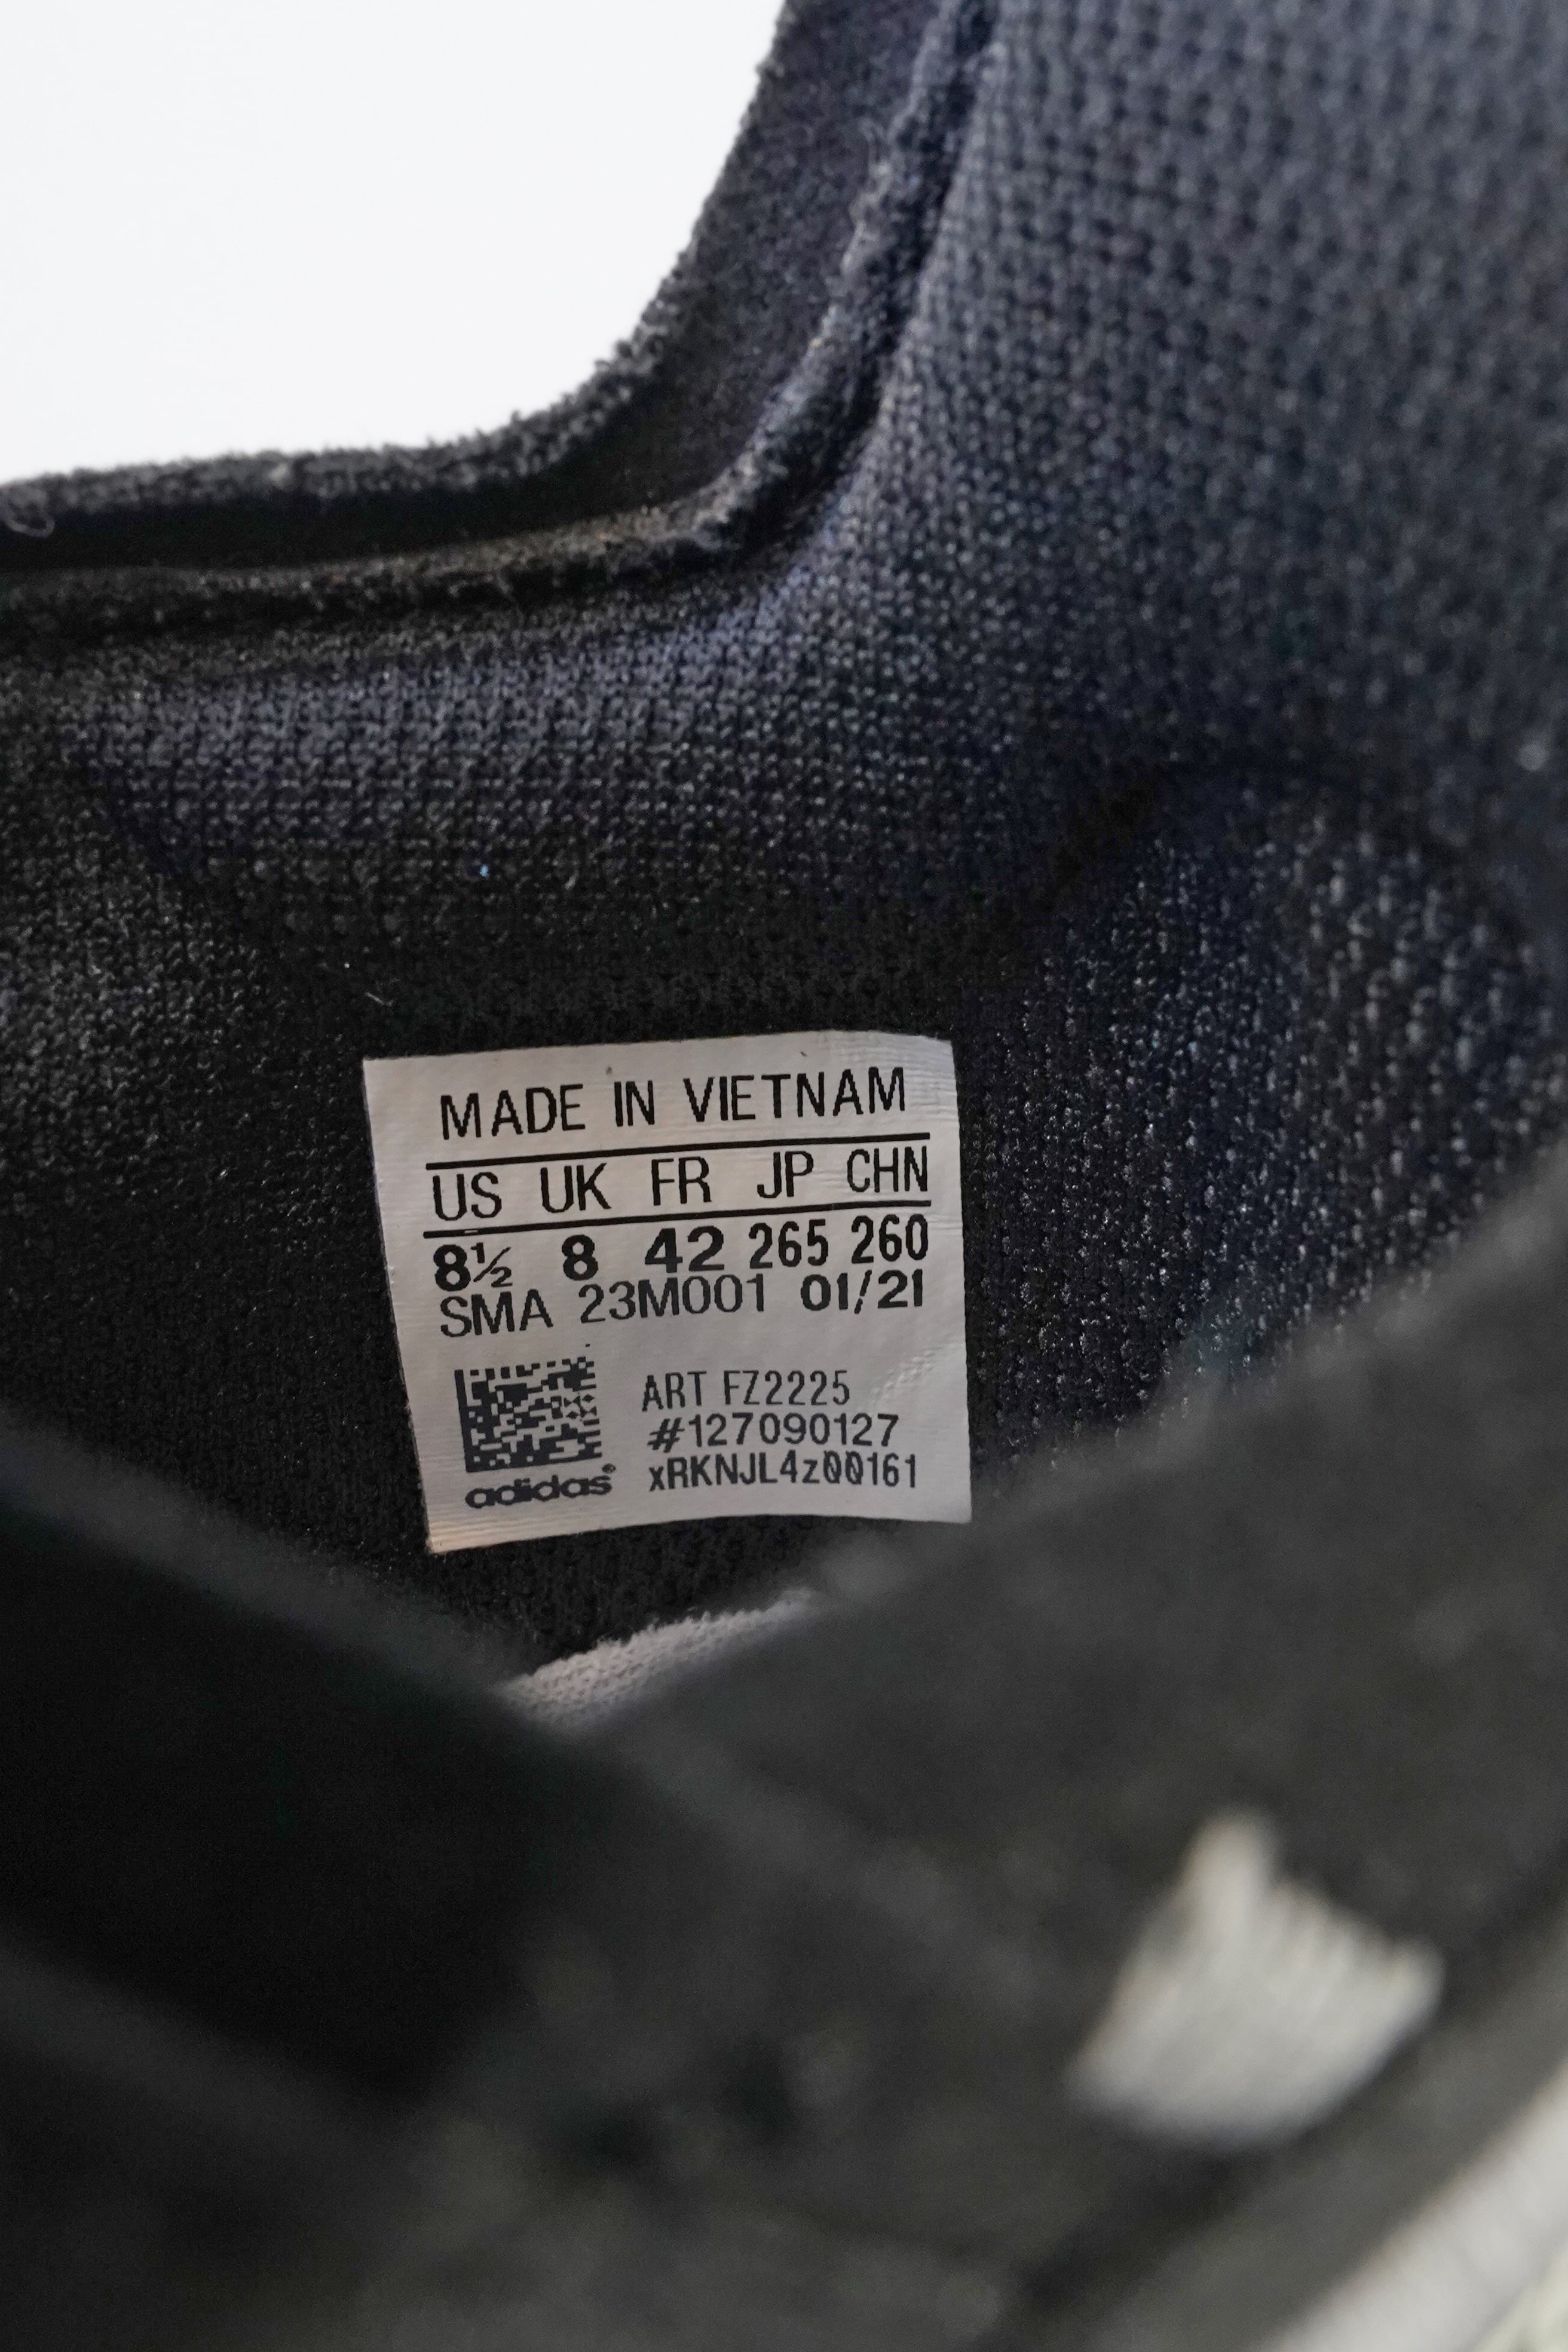 MADE IN VIETNAM
US UK FR JP CHN
8½ 8 42 265 260
SMA 23M001 01/21
ART FZ2225
#127090127
xRKNJL4z00161
adidas®